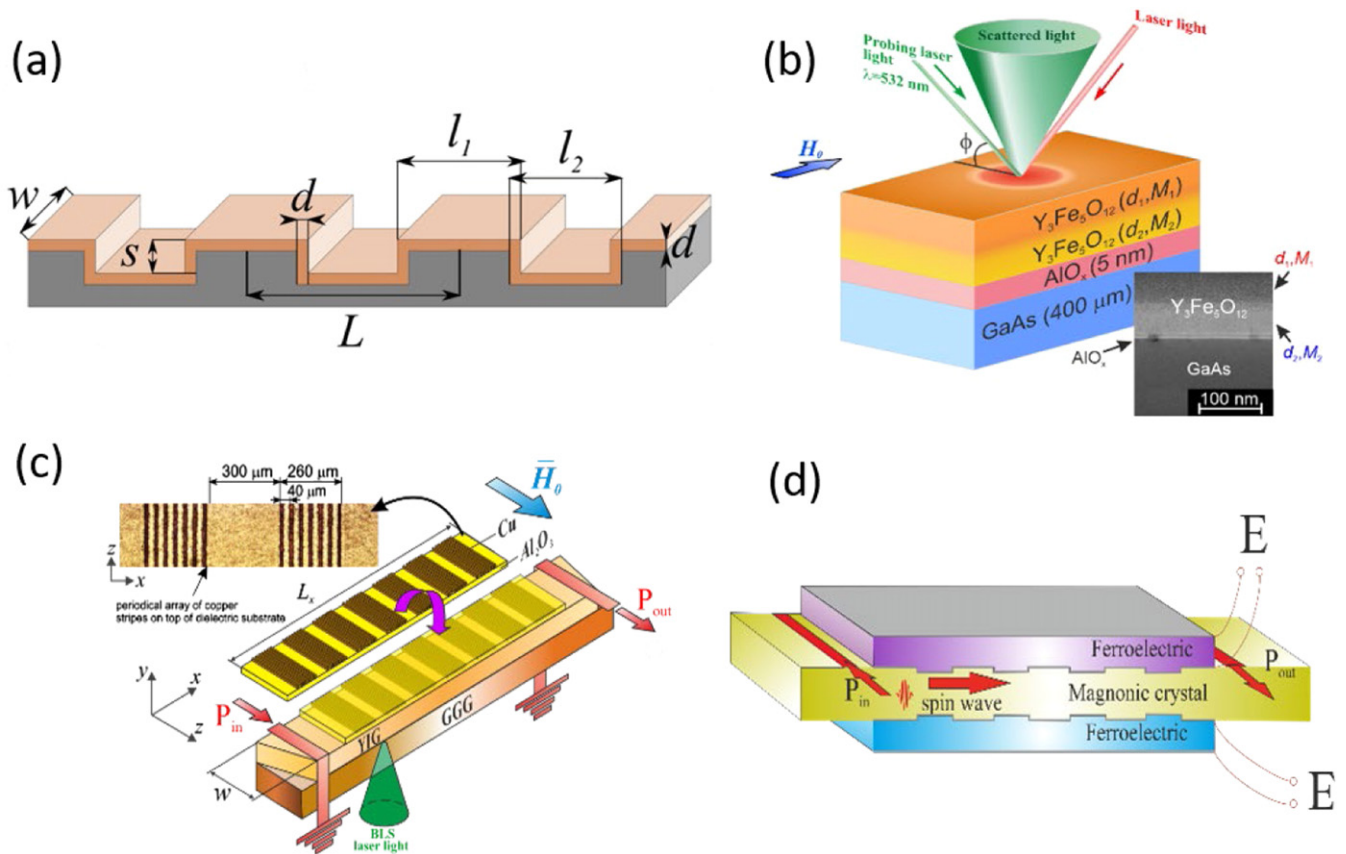 (a)
w
s
d
l₁
l₂
d
L
(b)
Scattered light
Probing laser
light
λ=532 nm
Laser light
ϕ
H₀
Y₃Fe₅O₁₂ (d₁,M₁)
Y₃Fe₅O₁₂ (d₂,M₂)
AlOₓ (5 nm)
GaAs (400 μm)
d₁,M₁
Y₃Fe₅O₁₂
AlOₓ
d₂,M₂
GaAs
100 nm
(c)
300 μm
260 μm
40 μm
z
x
periodical array of copper
stripes on top of dielectric substrate
H̄₀
Cu
Al₂O₃
Lₓ
Pout
y
x
z
Pin
YIG
GGG
w
BLS
laser light
(d)
E
Ferroelectric
Pin
spin wave
Magnonic crystal
Pout
Ferroelectric
E